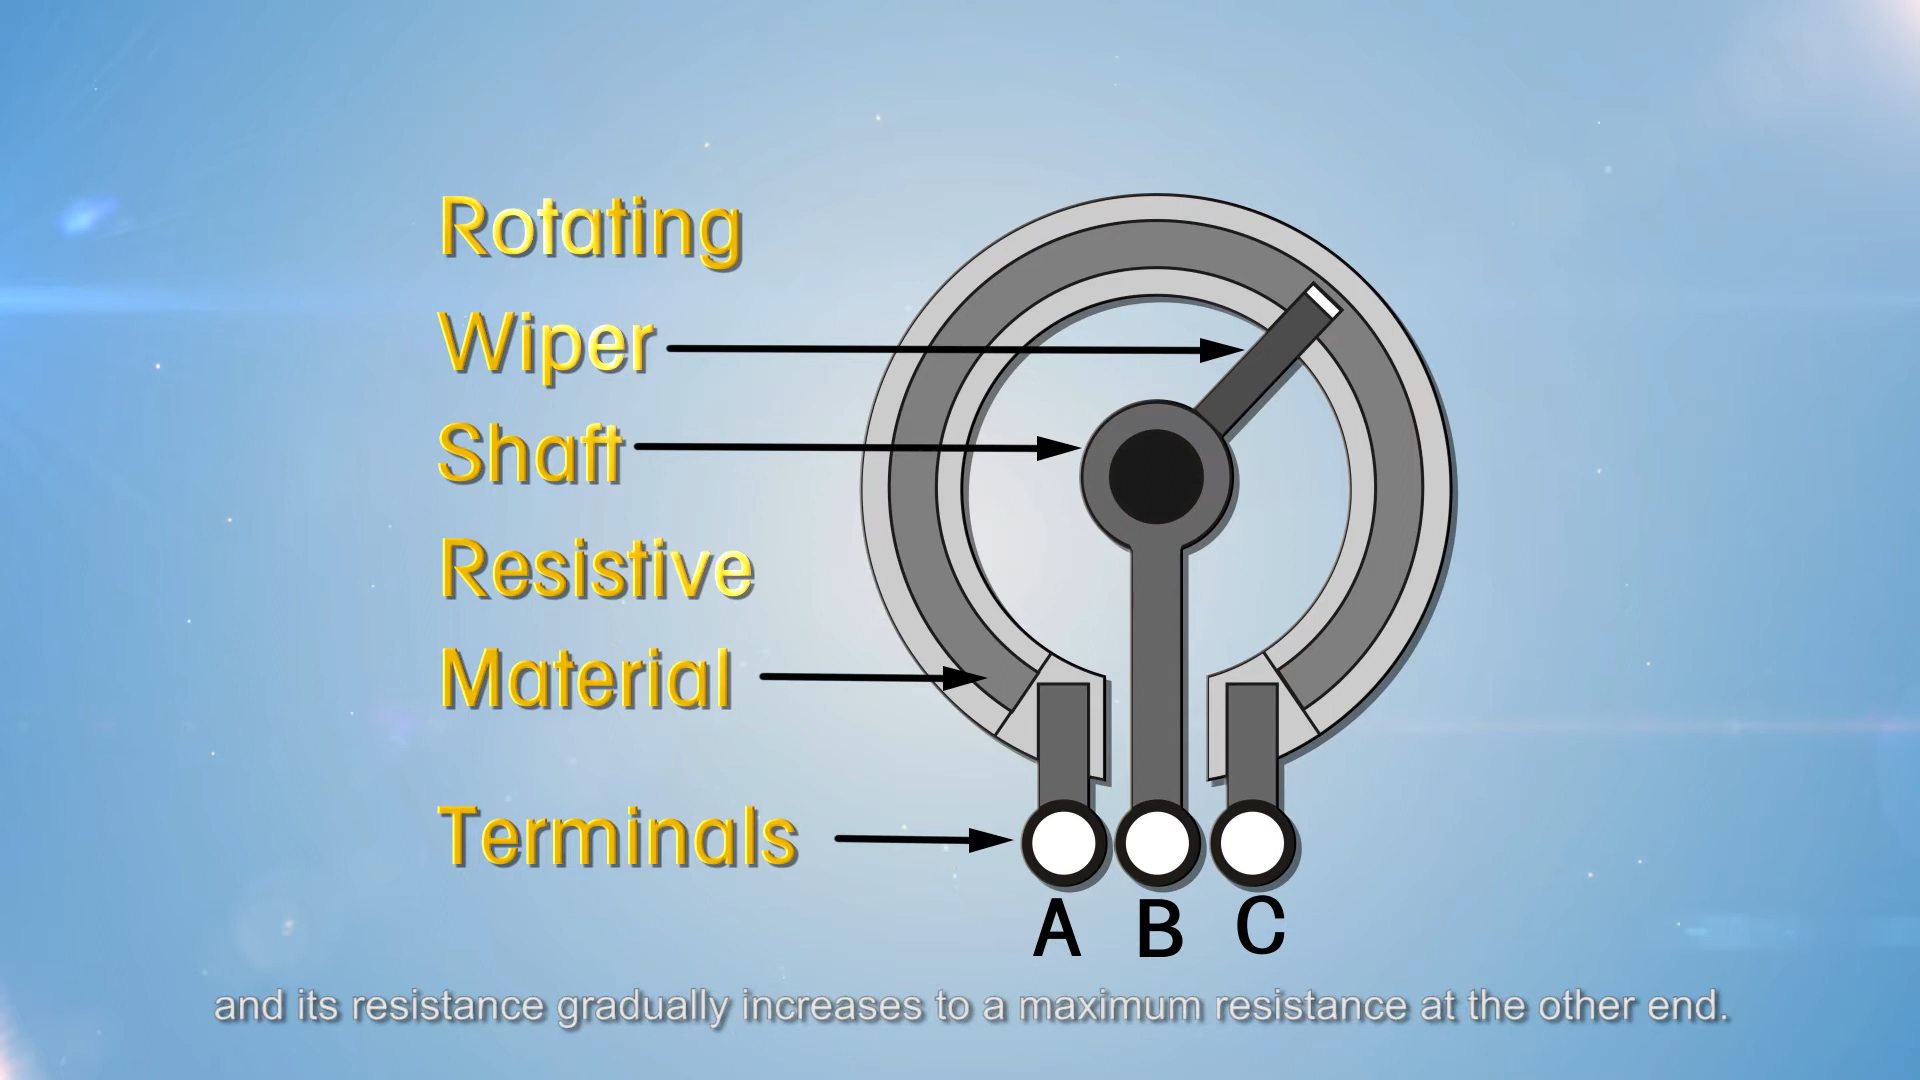 Rotating
Wiper
Shaft
Resistive
Material
Terminals
A B C
and its resistance gradually increases to a maximum resistance at the other end.